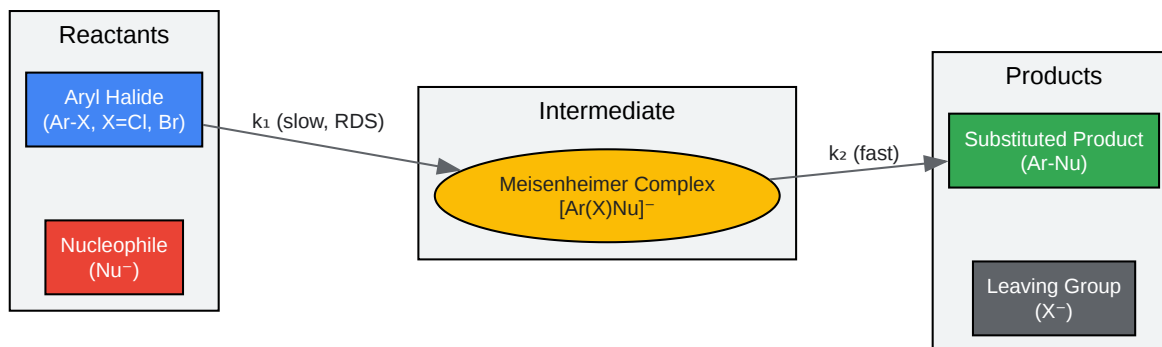 Reactants
Aryl Halide
(Ar-X, X=Cl, Br)
Nucleophile
(Nu⁻)
k₁ (slow, RDS)
Intermediate
Meisenheimer Complex
[Ar(X)Nu]⁻
k₂ (fast)
Products
Substituted Product
(Ar-Nu)
Leaving Group
(X⁻)